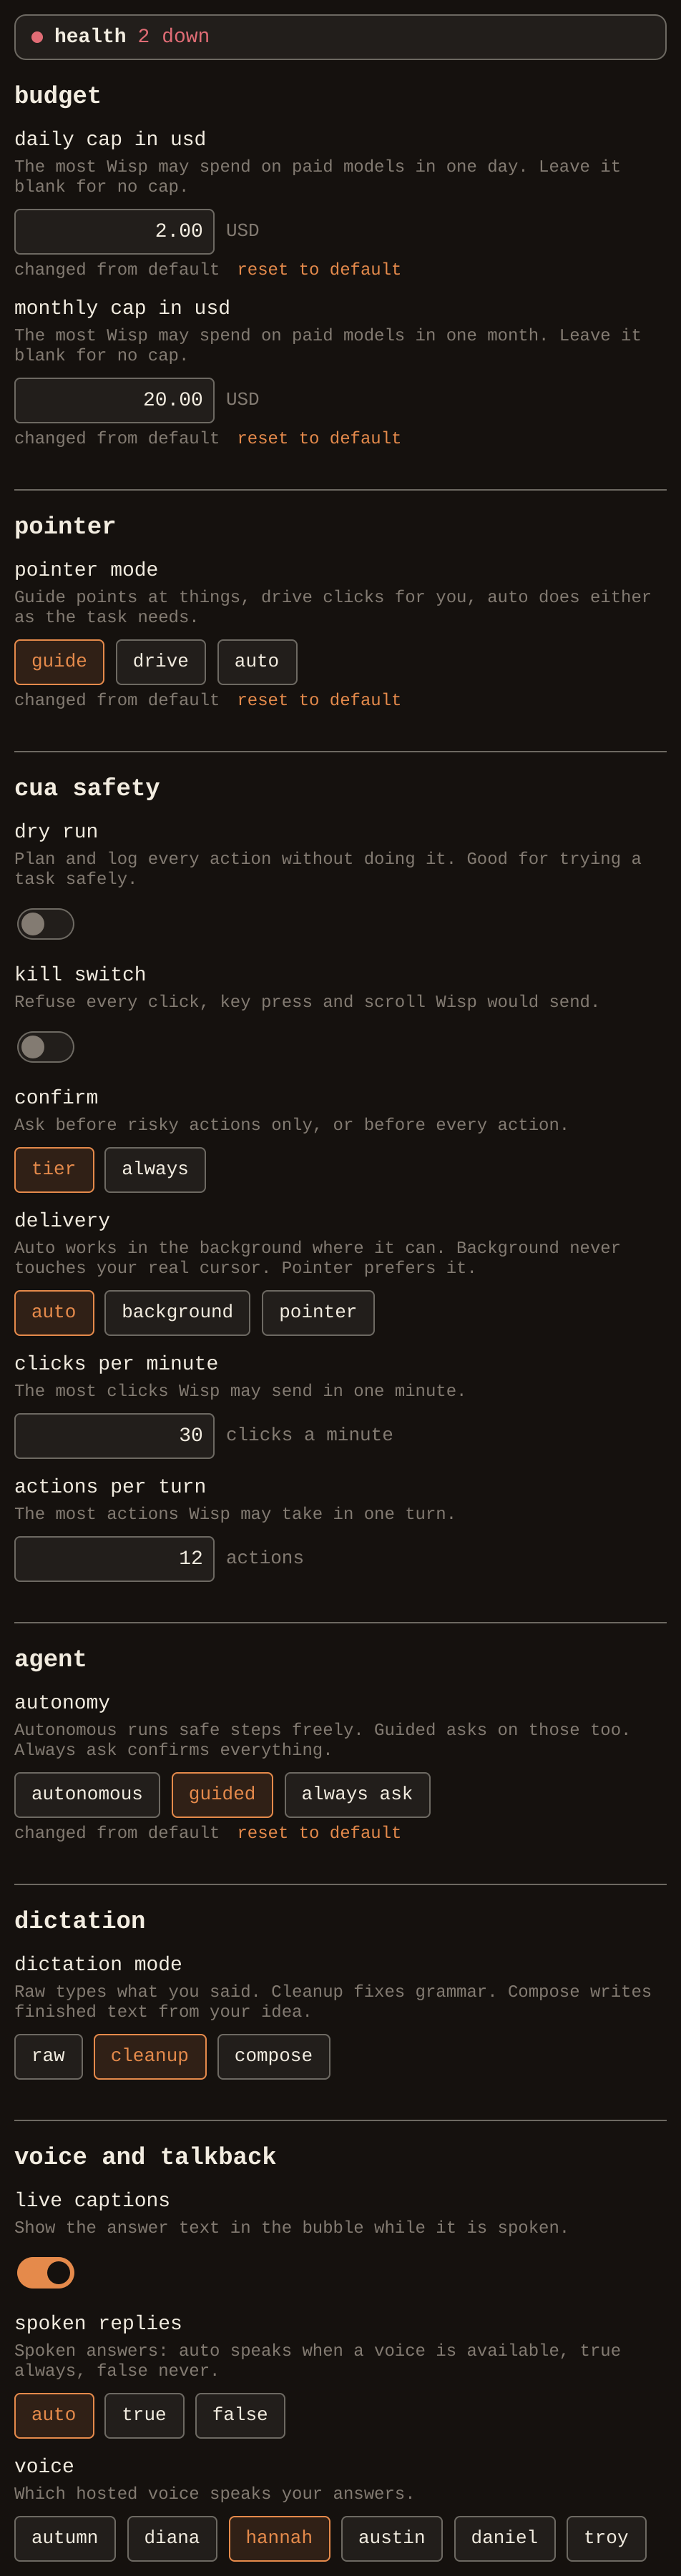 health 2 down
budget
daily cap in usd
The most Wisp may spend on paid models in one day. Leave it
blank for no cap.
2.00 USD
changed from default reset to default
monthly cap in usd
The most Wisp may spend on paid models in one month. Leave it
blank for no cap.
20.00 USD
changed from default reset to default
pointer
pointer mode
Guide points at things, drive clicks for you, auto does either
as the task needs.
guide drive auto
changed from default reset to default
cua safety
dry run
Plan and log every action without doing it. Good for trying a
task safely.
kill switch
Refuse every click, key press and scroll Wisp would send.
confirm
Ask before risky actions only, or before every action.
tier always
delivery
Auto works in the background where it can. Background never
touches your real cursor. Pointer prefers it.
auto background pointer
clicks per minute
The most clicks Wisp may send in one minute.
30 clicks a minute
actions per turn
The most actions Wisp may take in one turn.
12 actions
agent
autonomy
Autonomous runs safe steps freely. Guided asks on those too.
Always ask confirms everything.
autonomous guided always ask
changed from default reset to default
dictation
dictation mode
Raw types what you said. Cleanup fixes grammar. Compose writes
finished text from your idea.
raw cleanup compose
voice and talkback
live captions
Show the answer text in the bubble while it is spoken.
spoken replies
Spoken answers: auto speaks when a voice is available, true
always, false never.
auto true false
voice
Which hosted voice speaks your answers.
autumn diana hannah austin daniel troy